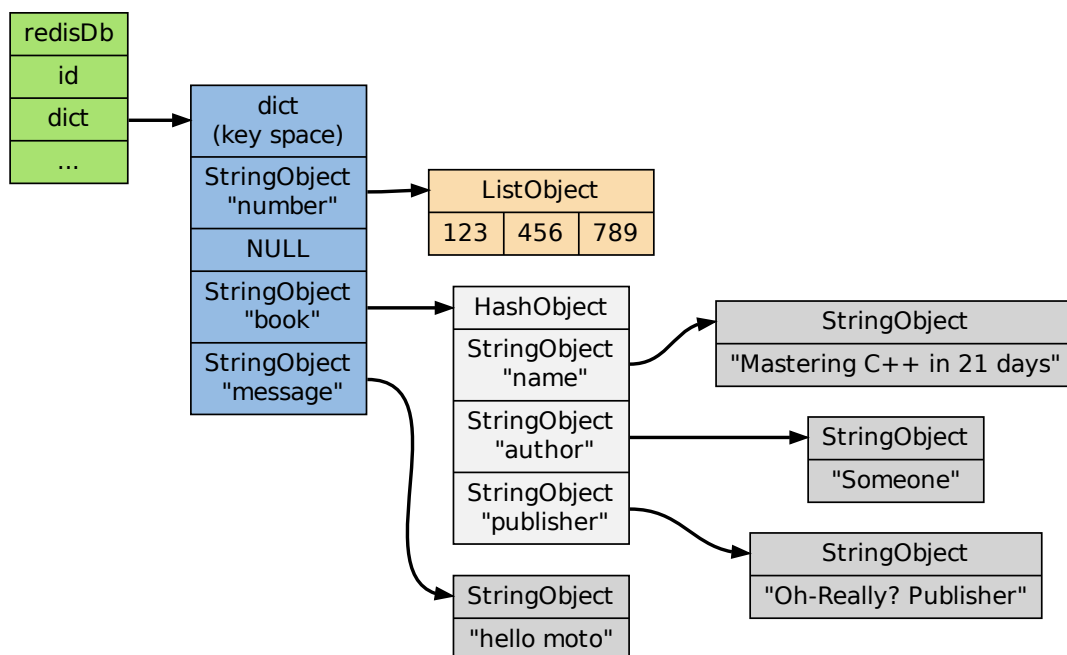 redisDb
id
dict
...
dict
(key space)
StringObject
"number"
NULL
StringObject
"book"
StringObject
"message"
ListObject
123
456
789
HashObject
StringObject
"name"
StringObject
"author"
StringObject
"publisher"
StringObject
"Mastering C++ in 21 days"
StringObject
"Someone"
StringObject
"Oh-Really? Publisher"
StringObject
"hello moto"